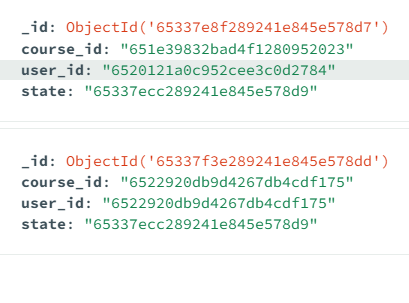 _id: ObjectId('65337e8f289241e845e578d7')
course_id: "651e39832bad4f1280952023"
user_id: "6520121a0c952cee3c0d2784"
state: "65337ecc289241e845e578d9"
_id: ObjectId('65337f3e289241e845e578dd')
course_id: "6522920db9d4267db4cdf175"
user_id: "6522920db9d4267db4cdf175"
state: "65337ecc289241e845e578d9"